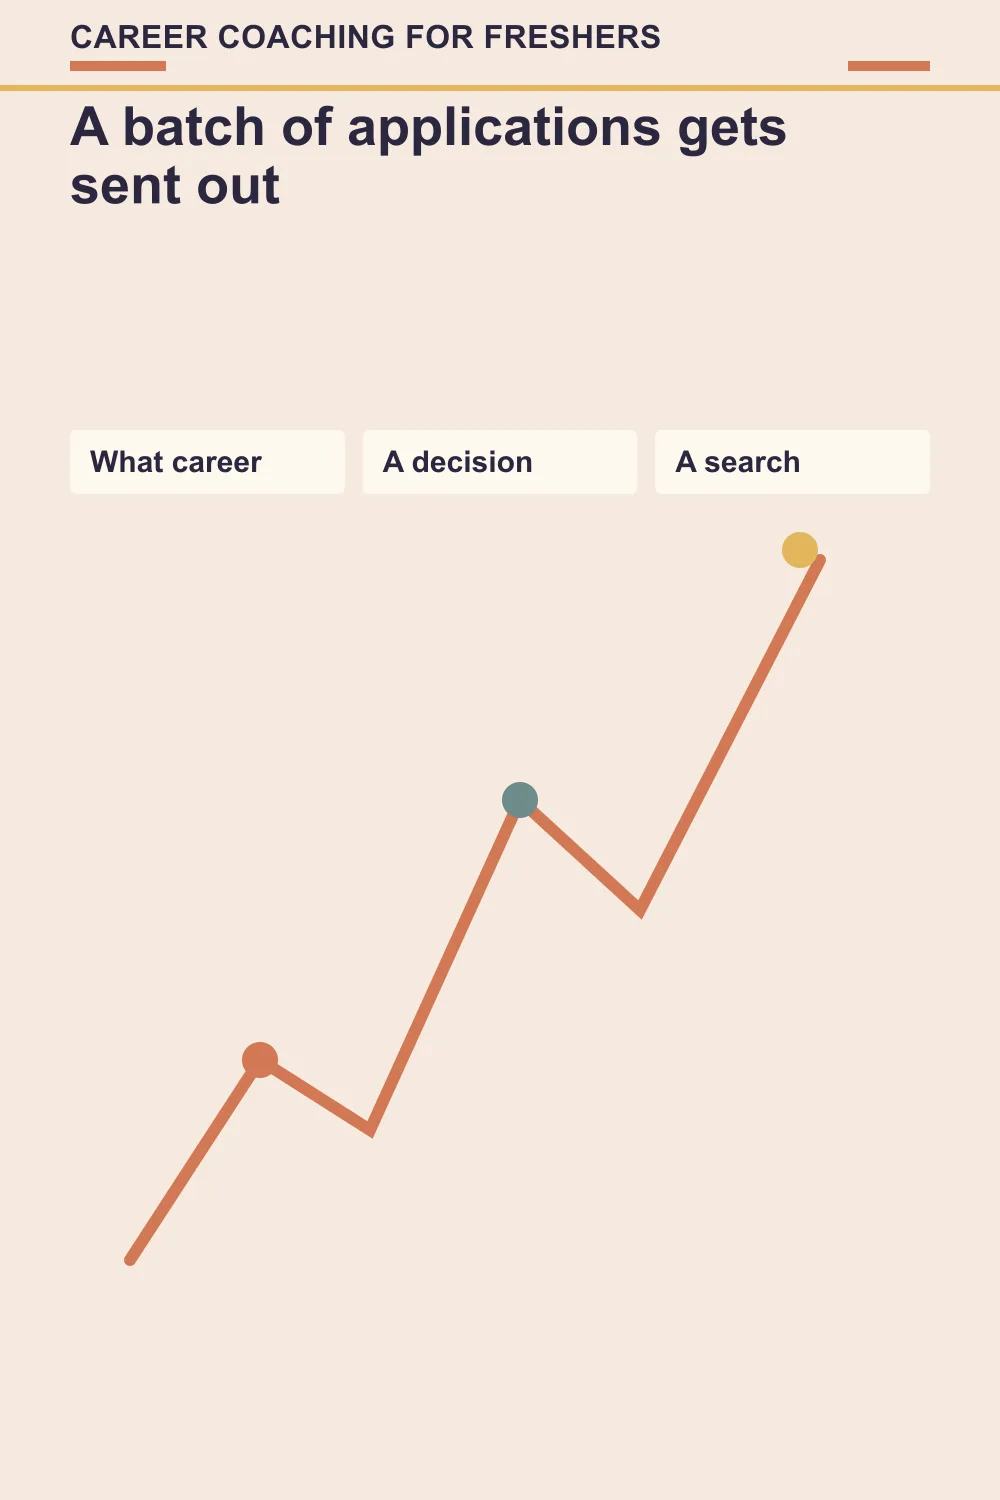 CAREER COACHING FOR FRESHERS
A batch of applications gets
sent out
What career
A decision
A search